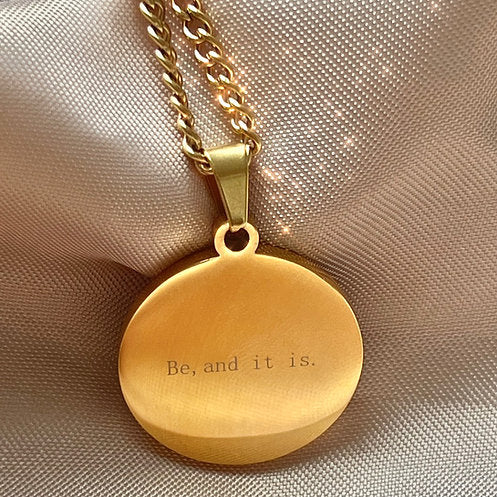 Be, and it is.